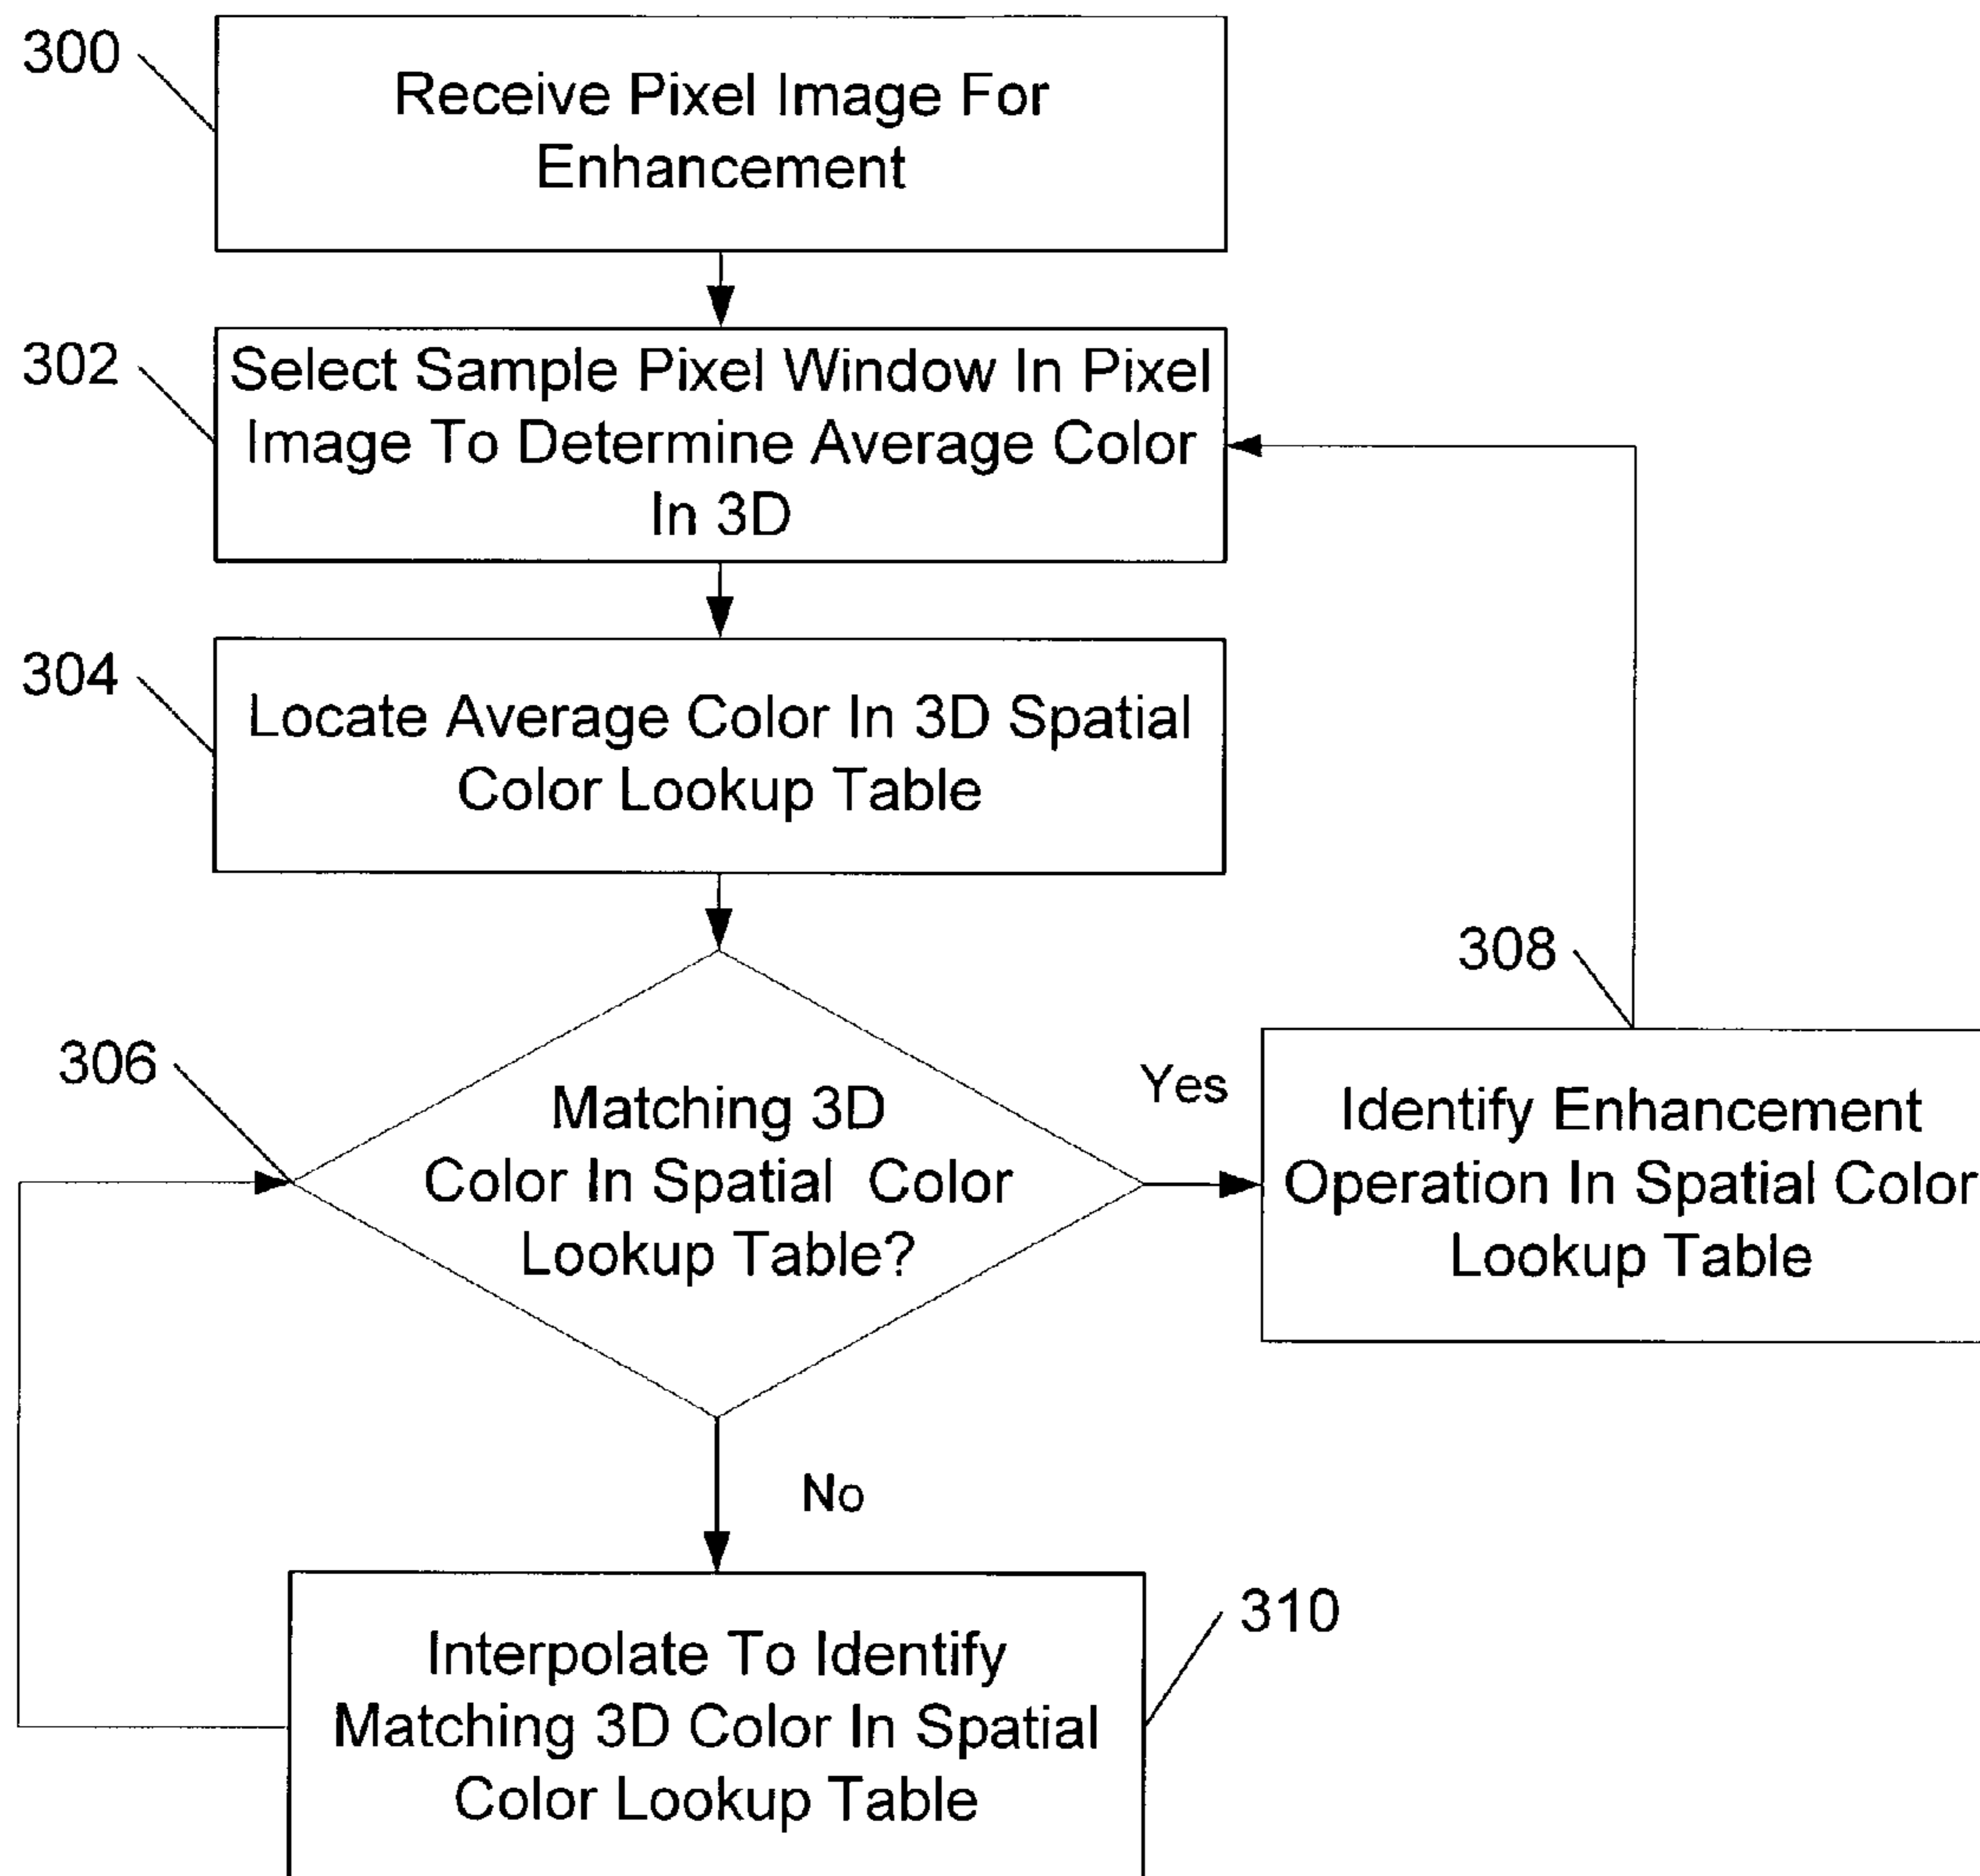 300
Receive Pixel Image For
Enhancement
302
Select Sample Pixel Window In Pixel
Image To Determine Average Color
In 3D
304
Locate Average Color In 3D Spatial
Color Lookup Table
306
Matching 3D
Color In Spatial Color
Lookup Table?
Yes
308
Identify Enhancement
Operation In Spatial Color
Lookup Table
No
310
Interpolate To Identify
Matching 3D Color In Spatial
Color Lookup Table